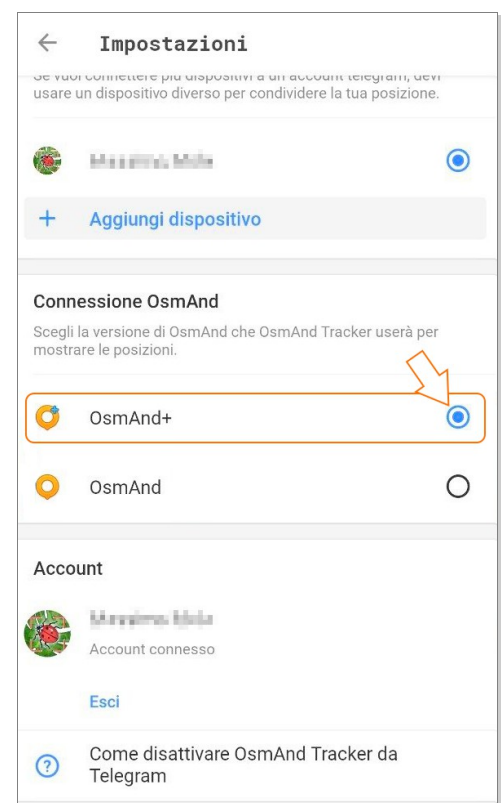 Impostazioni
Se vuoi connettere più dispositivi a un account telegram, devi
usare un dispositivo diverso per condividere la tua posizione.
Aggiungi dispositivo
Connessione OsmAnd
Scegli la versione di OsmAnd che OsmAnd Tracker userà per
mostrare le posizioni.
OsmAnd+
OsmAnd
Account
Account connesso
Esci
Come disattivare OsmAnd Tracker da
Telegram